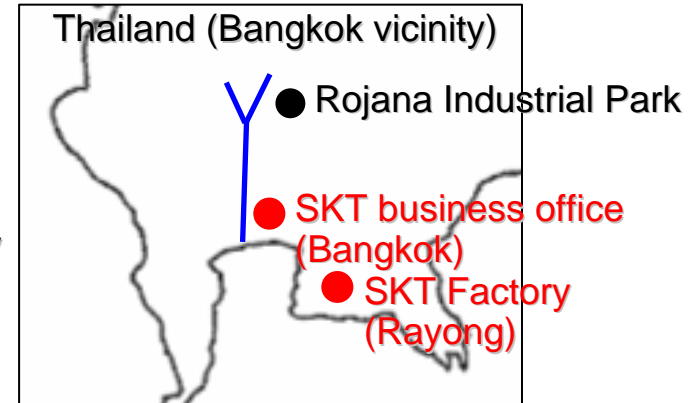 Thailand (Bangkok vicinity)
Rojana Industrial Park
SKT business office
(Bangkok)
SKT Factory
(Rayong)